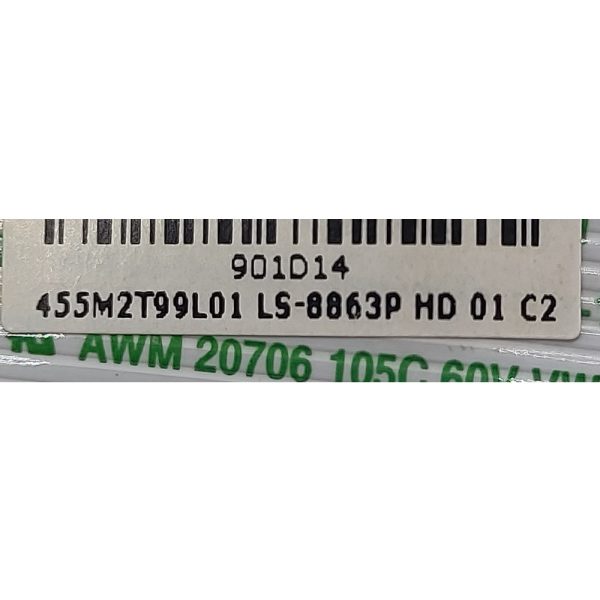 901D14
455M2T99L01 LS-8863P HD 01 C2
AWM 20706 105C 60V